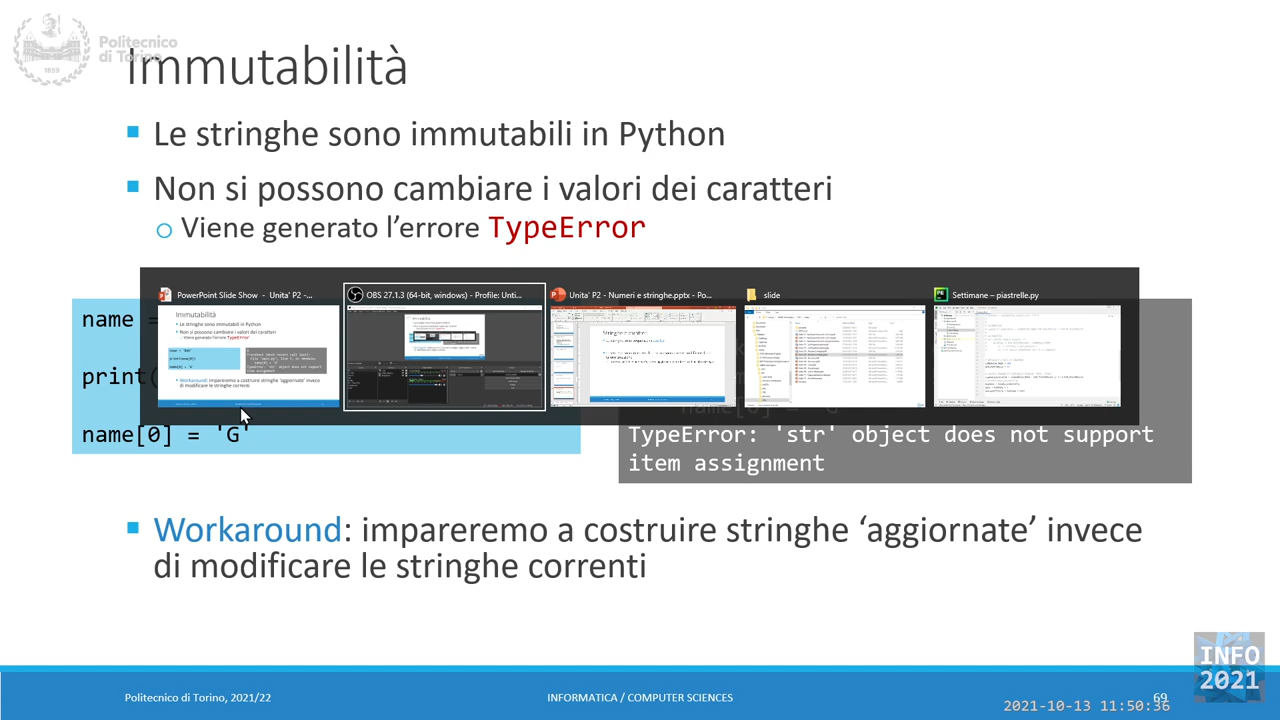 Politecnico
di Torino
1859
Immutabilità
Le stringhe sono immutabili in Python
Non si possono cambiare i valori dei caratteri
Viene generato l'errore TypeError
PowerPoint Slide Show - Unita' P2 -...
OBS 27.1.3 (64-bit, windows) - Profile: Unti...
Unita' P2 - Numeri e stringhe.pptx - Po...
slide
Settimane – piastrelle.py
name =
print(
name[0] = 'G'
name[0] = 'G'
TypeError: 'str' object does not support
item assignment
Workaround: impareremo a costruire stringhe 'aggiornate' invece
di modificare le stringhe correnti
INFO
2021
Politecnico di Torino, 2021/22
INFORMATICA / COMPUTER SCIENCES
69
2021-10-13 11:50:36